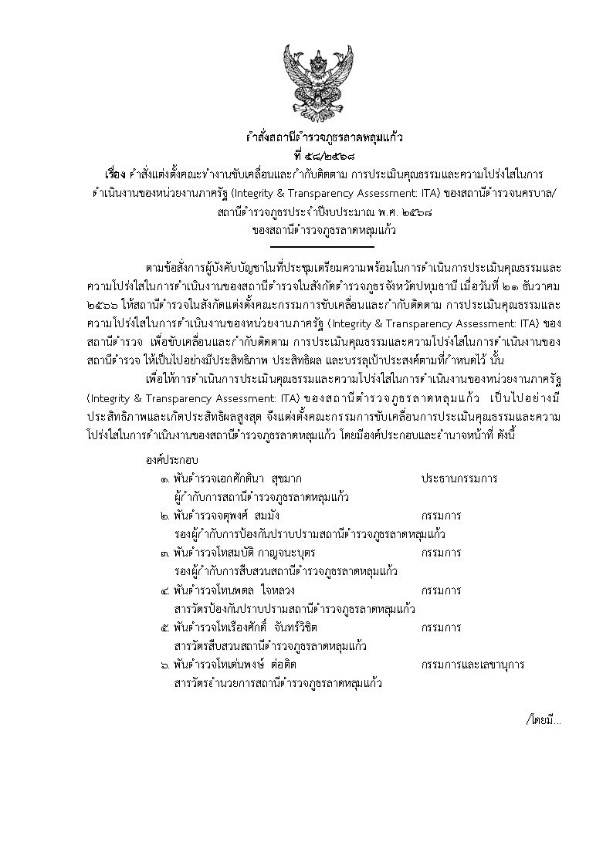 คำสั่งสถานีตำรวจภูธรลาดหลุมแก้ว
ที่ ๕๘/๒๕๖๘
เรื่อง คำสั่งแต่งตั้งคณะทำงานขับเคลื่อนและกำกับติดตาม การประเมินคุณธรรมและความโปร่งใสในการ
ดำเนินงานของหน่วยงานภาครัฐ (Integrity & Transparency Assessment: ITA) ของสถานีตำรวจนครบาล/
สถานีตำรวจภูธรประจำปีงบประมาณ พ.ศ. ๒๕๖๘
ของสถานีตำรวจภูธรลาดหลุมแก้ว
ตามข้อสั่งการผู้บังคับบัญชาในที่ประชุมเตรียมความพร้อมในการดำเนินการประเมินคุณธรรมและ
ความโปร่งใสในการดำเนินงานของสถานีตำรวจในสังกัดตำรวจภูธรจังหวัดปทุมธานี เมื่อวันที่ ๒๑ ธันวาคม
๒๕๖๖ ให้สถานีตำรวจในสังกัดแต่งตั้งคณะกรรมการขับเคลื่อนและกำกับติดตาม การประเมินคุณธรรมและ
ความโปร่งใสในการดำเนินงานของหน่วยงานภาครัฐ (Integrity & Transparency Assessment: ITA) ของ
สถานีตำรวจ เพื่อขับเคลื่อนและกำกับติดตาม การประเมินคุณธรรมและความโปร่งใสในการดำเนินงานของ
สถานีตำรวจ ให้เป็นไปอย่างมีประสิทธิภาพ ประสิทธิผล และบรรลุเป้าประสงค์ตามที่กำหนดไว้ นั้น
เพื่อให้การดำเนินการประเมินคุณธรรมและความโปร่งใสในการดำเนินงานของหน่วยงานภาครัฐ
(Integrity & Transparency Assessment: ITA) ของสถานีตำรวจภูธรลาดหลุมแก้ว เป็นไปอย่างมี
ประสิทธิภาพและเกิดประสิทธิผลสูงสุด จึงแต่งตั้งคณะกรรมการขับเคลื่อนการประเมินคุณธรรมและความ
โปร่งใสในการดำเนินงานของสถานีตำรวจภูธรลาดหลุมแก้ว โดยมีองค์ประกอบและอำนาจหน้าที่ ดังนี้
องค์ประกอบ
๑. พันตำรวจเอกศักดินา สุขมาก ประธานกรรมการ
ผู้กำกับการสถานีตำรวจภูธรลาดหลุมแก้ว
๒. พันตำรวจจตุพงศ์ สมมัง กรรมการ
รองผู้กำกับการป้องกันปราบปรามสถานีตำรวจภูธรลาดหลุมแก้ว
๓. พันตำรวจโทสมบัติ กาญจนะบุตร กรรมการ
รองผู้กำกับการสืบสวนสถานีตำรวจภูธรลาดหลุมแก้ว
๔. พันตำรวจโทนพดล ใจหลวง กรรมการ
สารวัตรป้องกันปราบปรามสถานีตำรวจภูธรลาดหลุมแก้ว
๕. พันตำรวจโทเรืองศักดิ์ จันทร์วิชิต กรรมการ
สารวัตรสืบสวนสถานีตำรวจภูธรลาดหลุมแก้ว
๖. พันตำรวจโทเด่นพงษ์ ต่อติด กรรมการและเลขานุการ
สารวัตรอำนวยการสถานีตำรวจภูธรลาดหลุมแก้ว
/โดยมี...